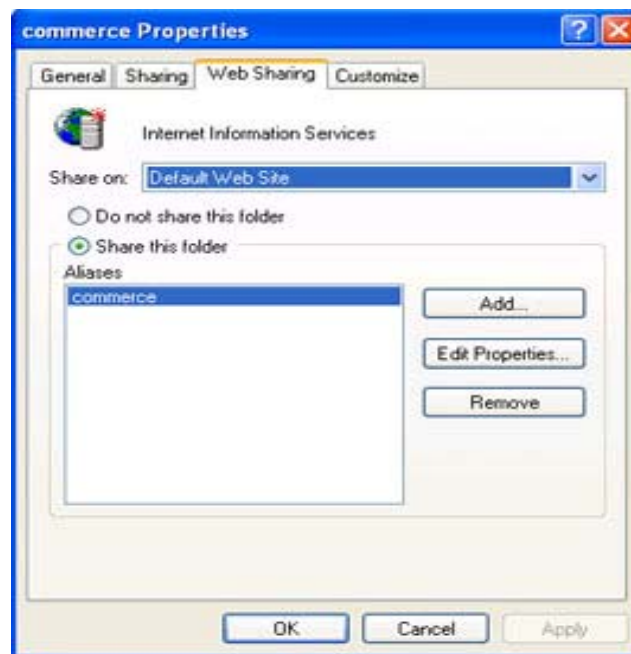 commerce Properties
General Sharing Web Sharing Customize
Internet Information Services
Share on: Default Web Site
Do not share this folder
Share this folder
Aliases
commerce
Add...
Edit Properties...
Remove
OK Cancel Apply